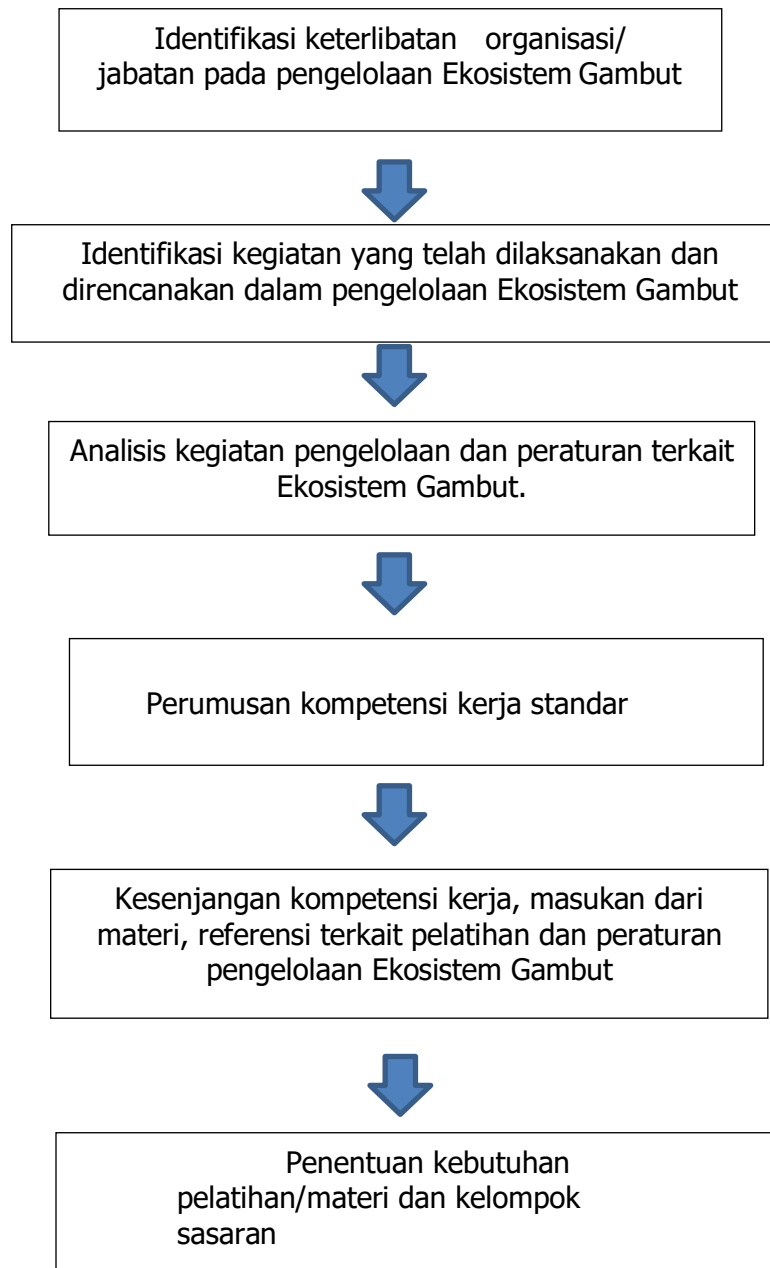 Identifikasi keterlibatan organisasi/
jabatan pada pengelolaan Ekosistem Gambut
Identifikasi kegiatan yang telah dilaksanakan dan
direncanakan dalam pengelolaan Ekosistem Gambut
Analisis kegiatan pengelolaan dan peraturan terkait
Ekosistem Gambut.
Perumusan kompetensi kerja standar
Kesenjangan kompetensi kerja, masukan dari
materi, referensi terkait pelatihan dan peraturan
pengelolaan Ekosistem Gambut
Penentuan kebutuhan
pelatihan/materi dan kelompok
sasaran